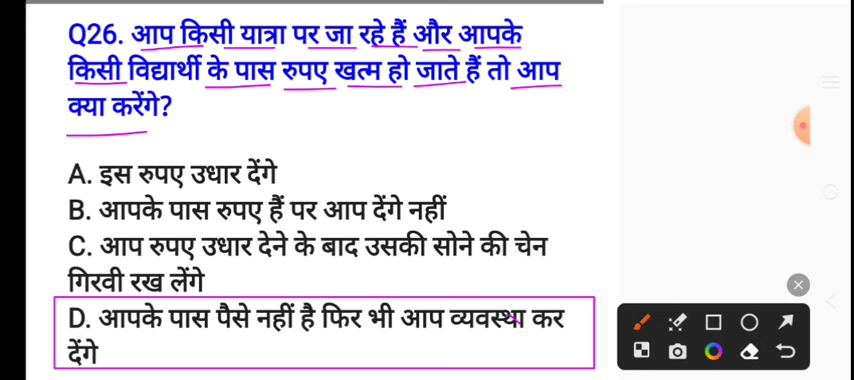 Q26. आप किसी यात्रा पर जा रहे हैं और आपके
किसी विद्यार्थी के पास रुपए खत्म हो जाते हैं तो आप
क्या करेंगे?
A. इस रुपए उधार देंगे
B. आपके पास रुपए हैं पर आप देंगे नहीं
C. आप रुपए उधार देने के बाद उसकी सोने की चेन
गिरवी रख लेंगे
D. आपके पास पैसे नहीं है फिर भी आप व्यवस्था कर
देंगे